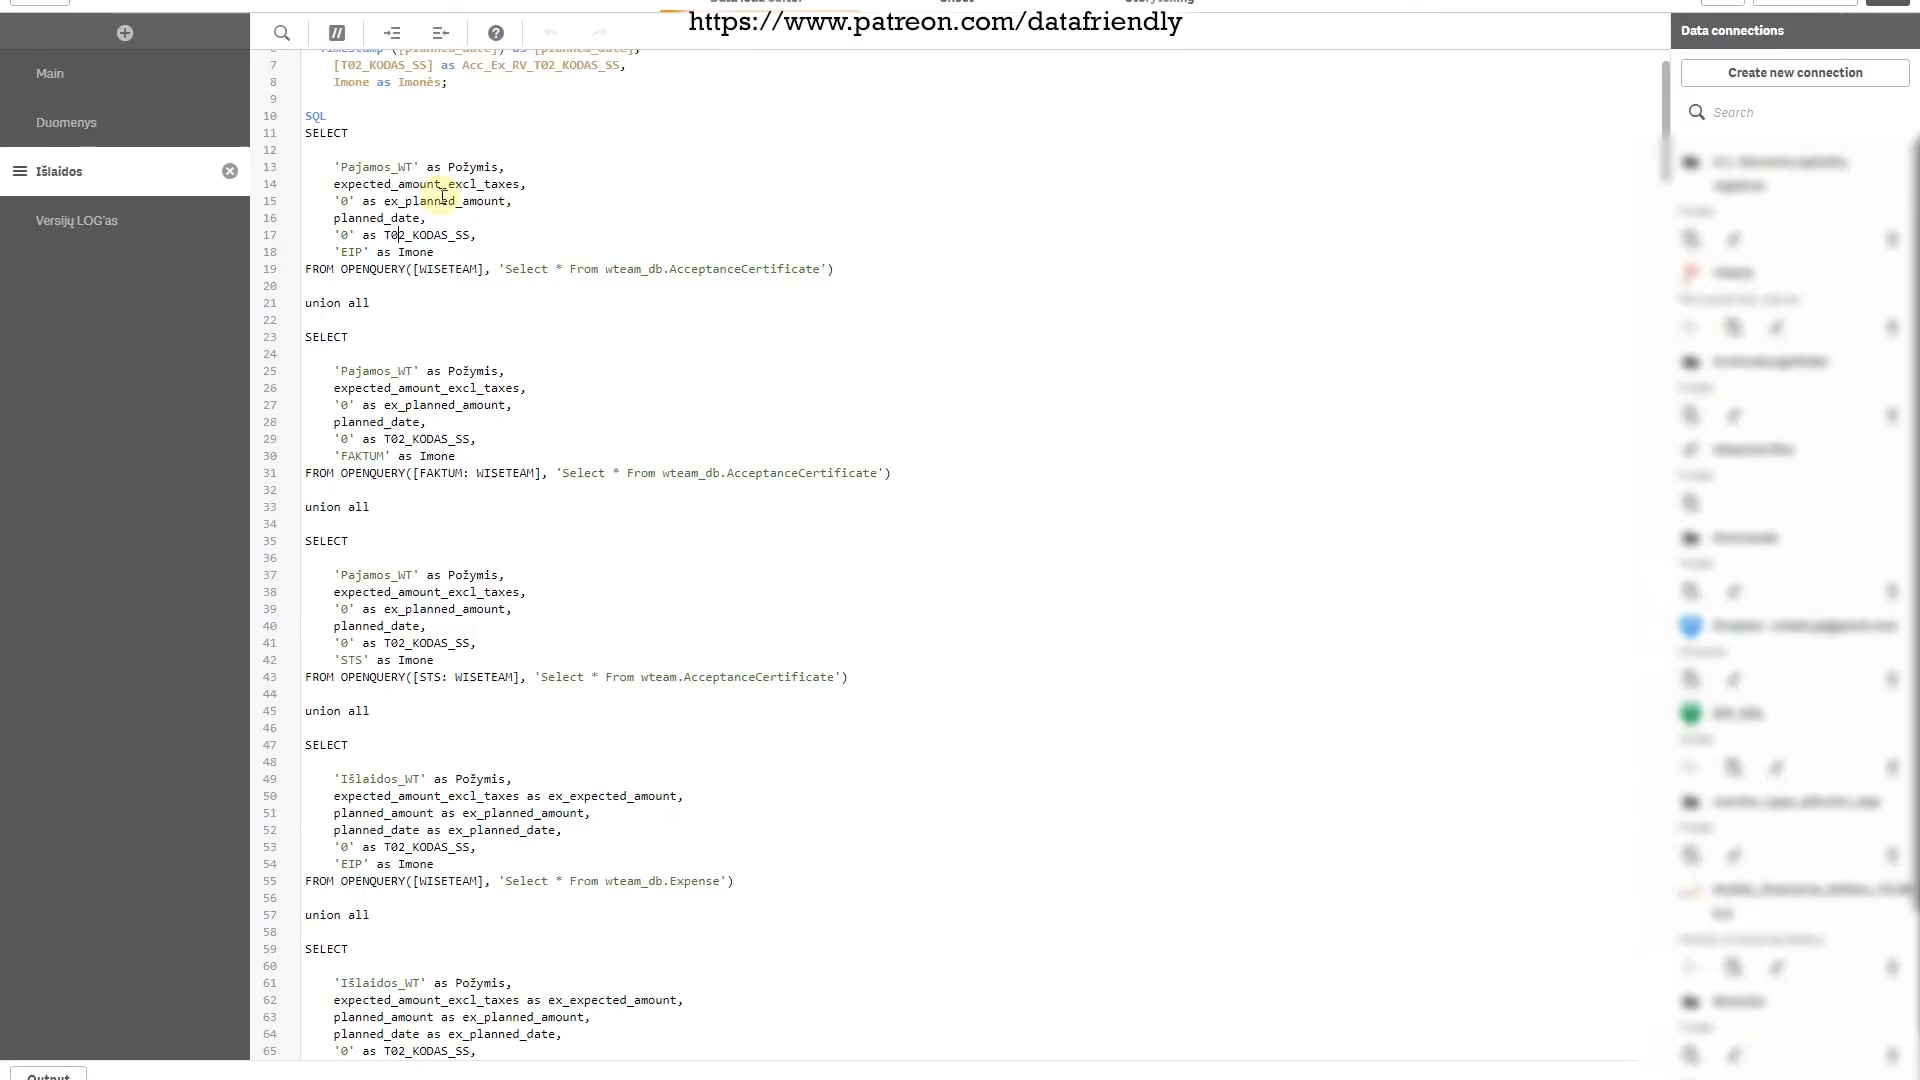 Data load editor
Sheet
Storytelling
https://www.patreon.com/datafriendly
Data connections
Create new connection
Search
Main
Duomenys
Išlaidos
Versijų LOG'as
6 Timestamp ([planned_date]) as [planned_date],
7 [T02_KODAS_SS] as Acc_Ex_RV_T02_KODAS_SS,
8 Imone as Imonės;
9
10 SQL
11 SELECT
12
13 'Pajamos_WT' as Požymis,
14 expected_amount_excl_taxes,
15 '0' as ex_planned_amount,
16 planned_date,
17 '0' as T02_KODAS_SS,
18 'EIP' as Imone
19 FROM OPENQUERY([WISETEAM], 'Select * From wteam_db.AcceptanceCertificate')
20
21 union all
22
23 SELECT
24
25 'Pajamos_WT' as Požymis,
26 expected_amount_excl_taxes,
27 '0' as ex_planned_amount,
28 planned_date,
29 '0' as T02_KODAS_SS,
30 'FAKTUM' as Imone
31 FROM OPENQUERY([FAKTUM: WISETEAM], 'Select * From wteam_db.AcceptanceCertificate')
32
33 union all
34
35 SELECT
36
37 'Pajamos_WT' as Požymis,
38 expected_amount_excl_taxes,
39 '0' as ex_planned_amount,
40 planned_date,
41 '0' as T02_KODAS_SS,
42 'STS' as Imone
43 FROM OPENQUERY([STS: WISETEAM], 'Select * From wteam.AcceptanceCertificate')
44
45 union all
46
47 SELECT
48
49 'Išlaidos_WT' as Požymis,
50 expected_amount_excl_taxes as ex_expected_amount,
51 planned_amount as ex_planned_amount,
52 planned_date as ex_planned_date,
53 '0' as T02_KODAS_SS,
54 'EIP' as Imone
55 FROM OPENQUERY([WISETEAM], 'Select * From wteam_db.Expense')
56
57 union all
58
59 SELECT
60
61 'Išlaidos_WT' as Požymis,
62 expected_amount_excl_taxes as ex_expected_amount,
63 planned_amount as ex_planned_amount,
64 planned_date as ex_planned_date,
65 '0' as T02_KODAS_SS,
Output